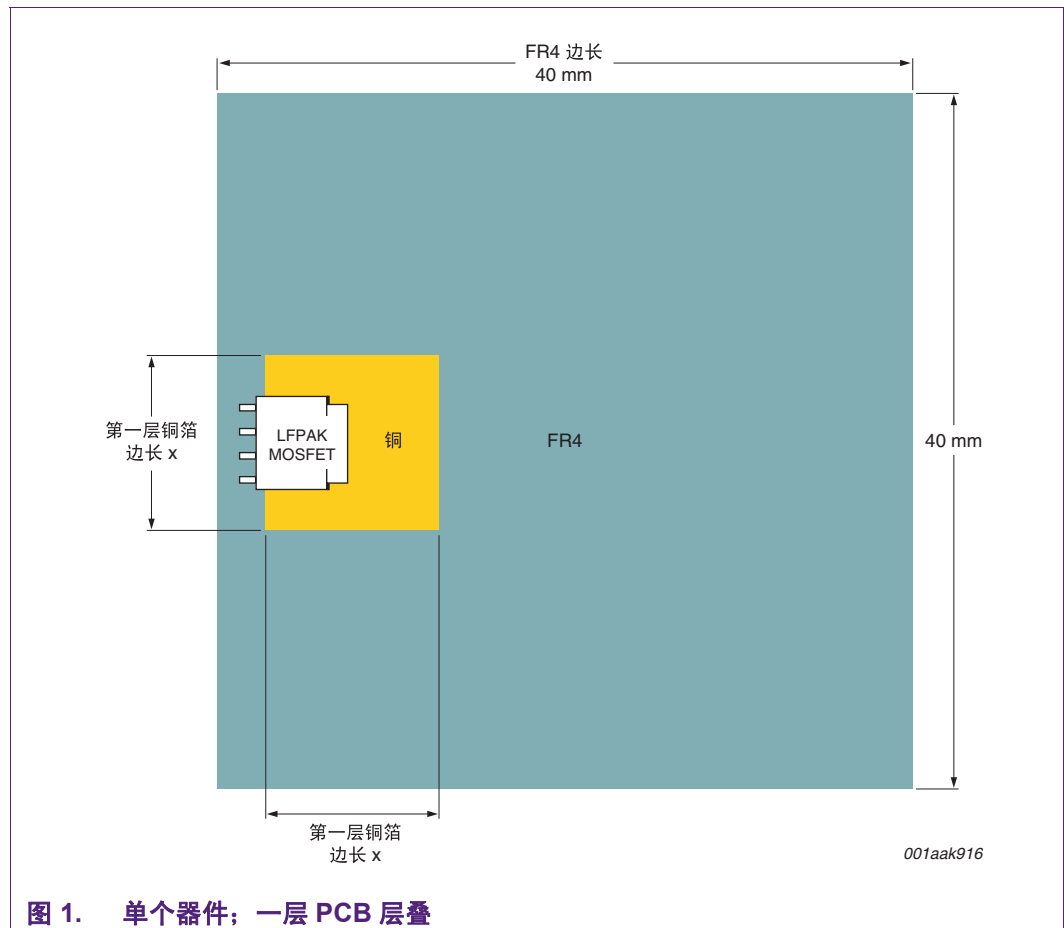 FR4 边长
40 mm
第一层铜箔
边长 x
LFPAK
MOSFET
铜
FR4
40 mm
第一层铜箔
边长 x
001aak916
图 1. 单个器件；一层 PCB 层叠